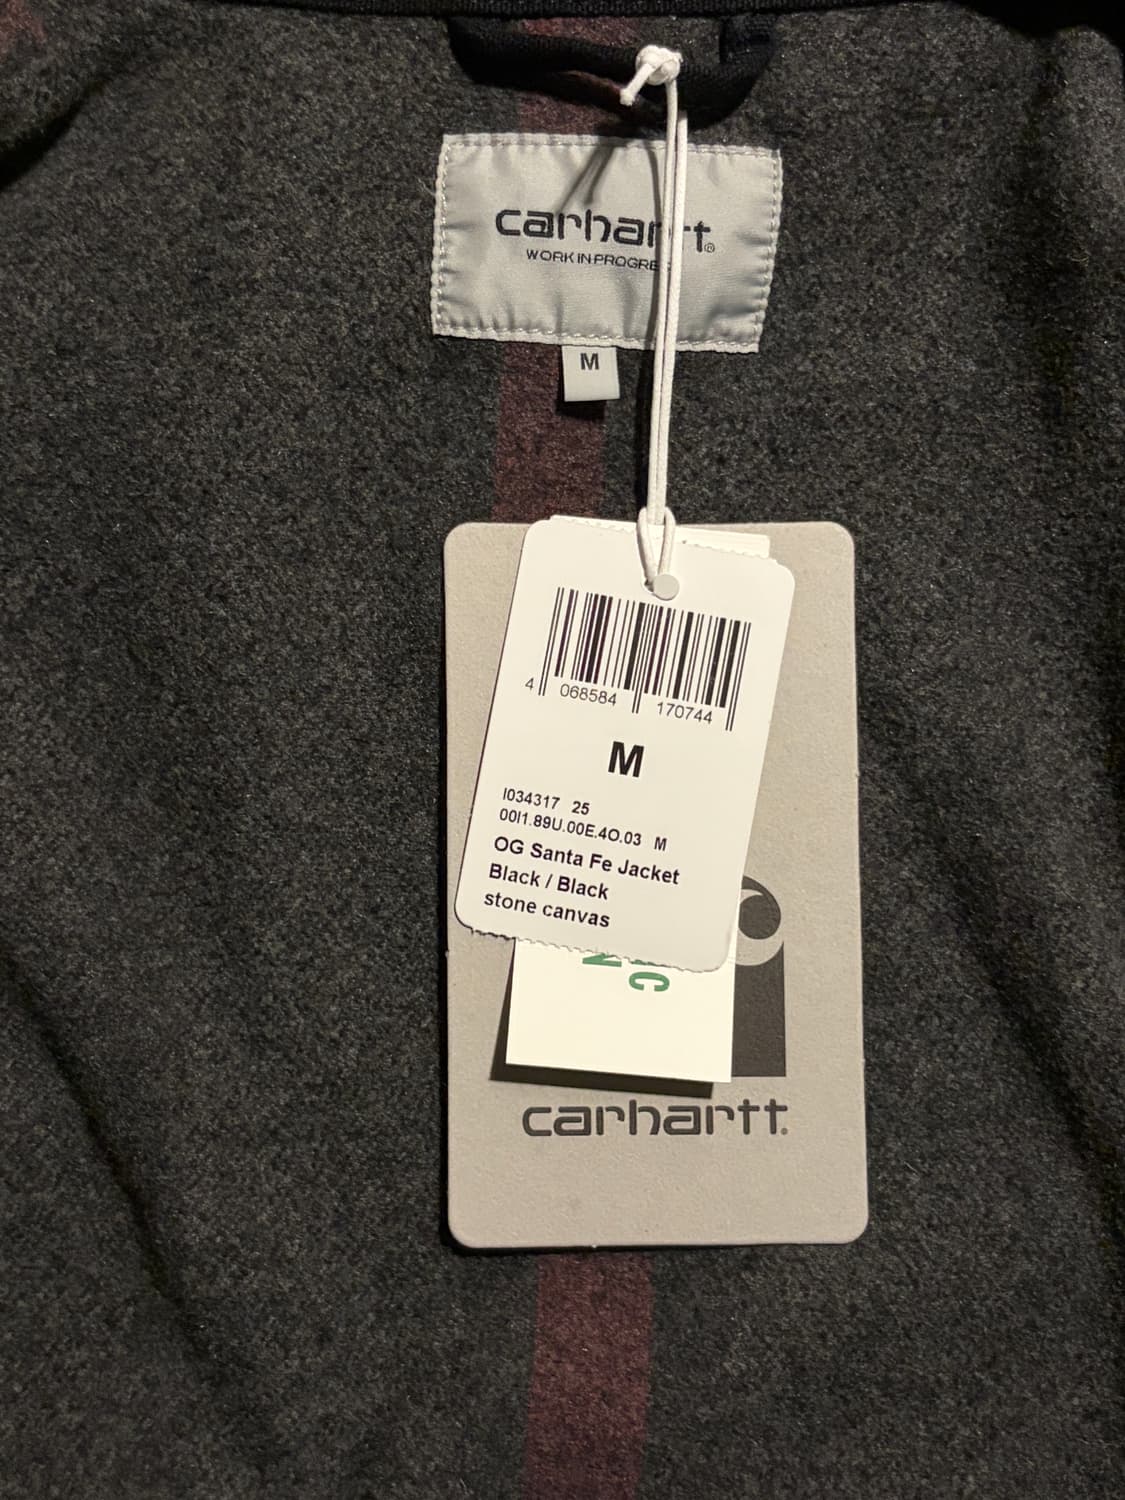 carhartt®
WORK IN PROGRE
M
4 068584 170744
M
I034317 25
00I1.89U.00E.4O.03 M
OG Santa Fe Jacket
Black / Black
stone canvas
N C
carhartt.